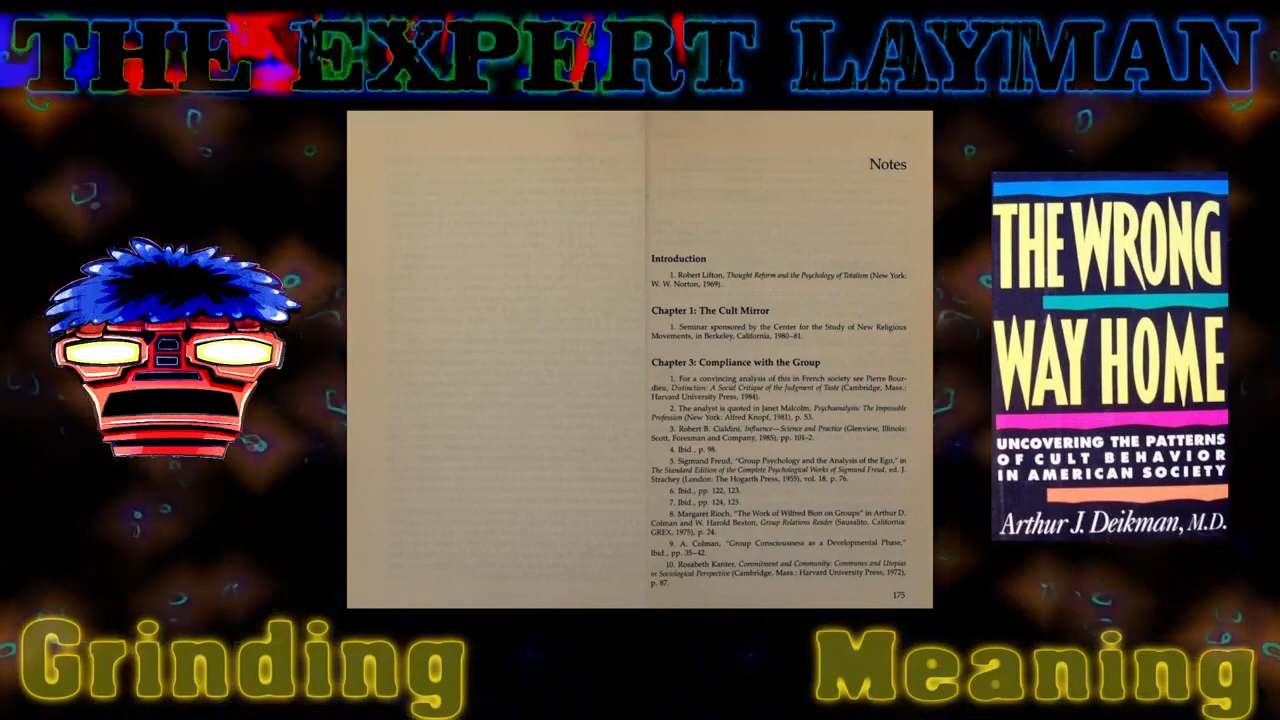 THE EXPERT LAYMAN
Notes
Introduction
1. Robert Lifton, Thought Reform and the Psychology of Totalism (New York:
W. W. Norton, 1969).
Chapter 1: The Cult Mirror
1. Seminar sponsored by the Center for the Study of New Religious
Movements, in Berkeley, California, 1980–81.
Chapter 3: Compliance with the Group
1. For a convincing analysis of this in French society see Pierre Bour-
dieu, Distinction: A Social Critique of the Judgment of Taste (Cambridge, Mass.:
Harvard University Press, 1984).
2. The analyst is quoted in Janet Malcolm, Psychoanalysis: The Impossible
Profession (New York: Alfred Knopf, 1981), p. 53.
3. Robert B. Cialdini, Influence—Science and Practice (Glenview, Illinois:
Scott, Foresman and Company, 1985), pp. 101–2.
4. Ibid., p. 98.
5. Sigmund Freud, "Group Psychology and the Analysis of the Ego," in
The Standard Edition of the Complete Psychological Works of Sigmund Freud, ed. J.
Strachey (London: The Hogarth Press, 1955), vol. 18, p. 76.
6. Ibid., pp. 122, 123.
7. Ibid., pp. 124, 125.
8. Margaret Rioch, "The Work of Wilfred Bion on Groups" in Arthur D.
Colman and W. Harold Bexton, Group Relations Reader (Sausalito, California:
GREX, 1975), p. 24.
9. A. Colman, "Group Consciousness as a Developmental Phase,"
Ibid., pp. 35–42.
10. Rosabeth Kanter, Commitment and Community: Communes and Utopias
in Sociological Perspective (Cambridge, Mass.: Harvard University Press, 1972),
p. 87.
175
THE WRONG
WAY HOME
UNCOVERING THE PATTERNS
OF CULT BEHAVIOR
IN AMERICAN SOCIETY
Arthur J. Deikman, M.D.
Grinding
Meaning